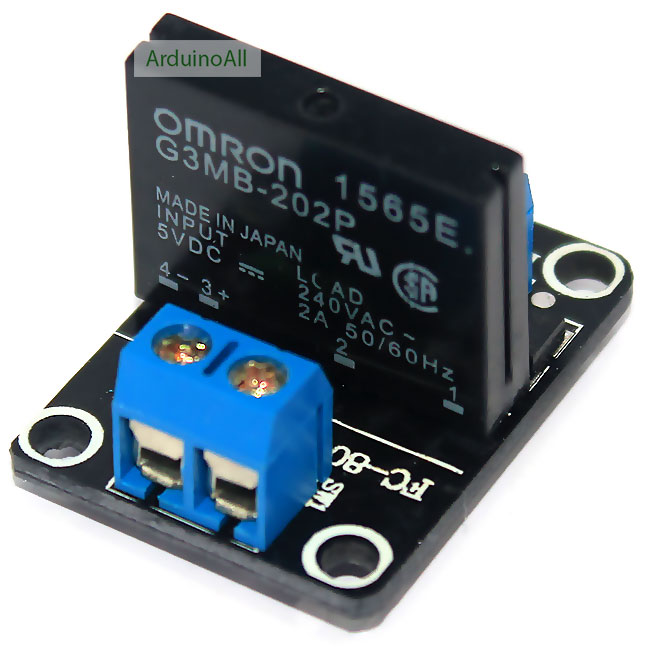 ArduinoAll
OMRON 1565E.
G3MB-202P
MADE IN JAPAN
INPUT LOAD
5VDC ⎓ 240VAC~
2A 50/60Hz
4- 3+ 2 1
SW1